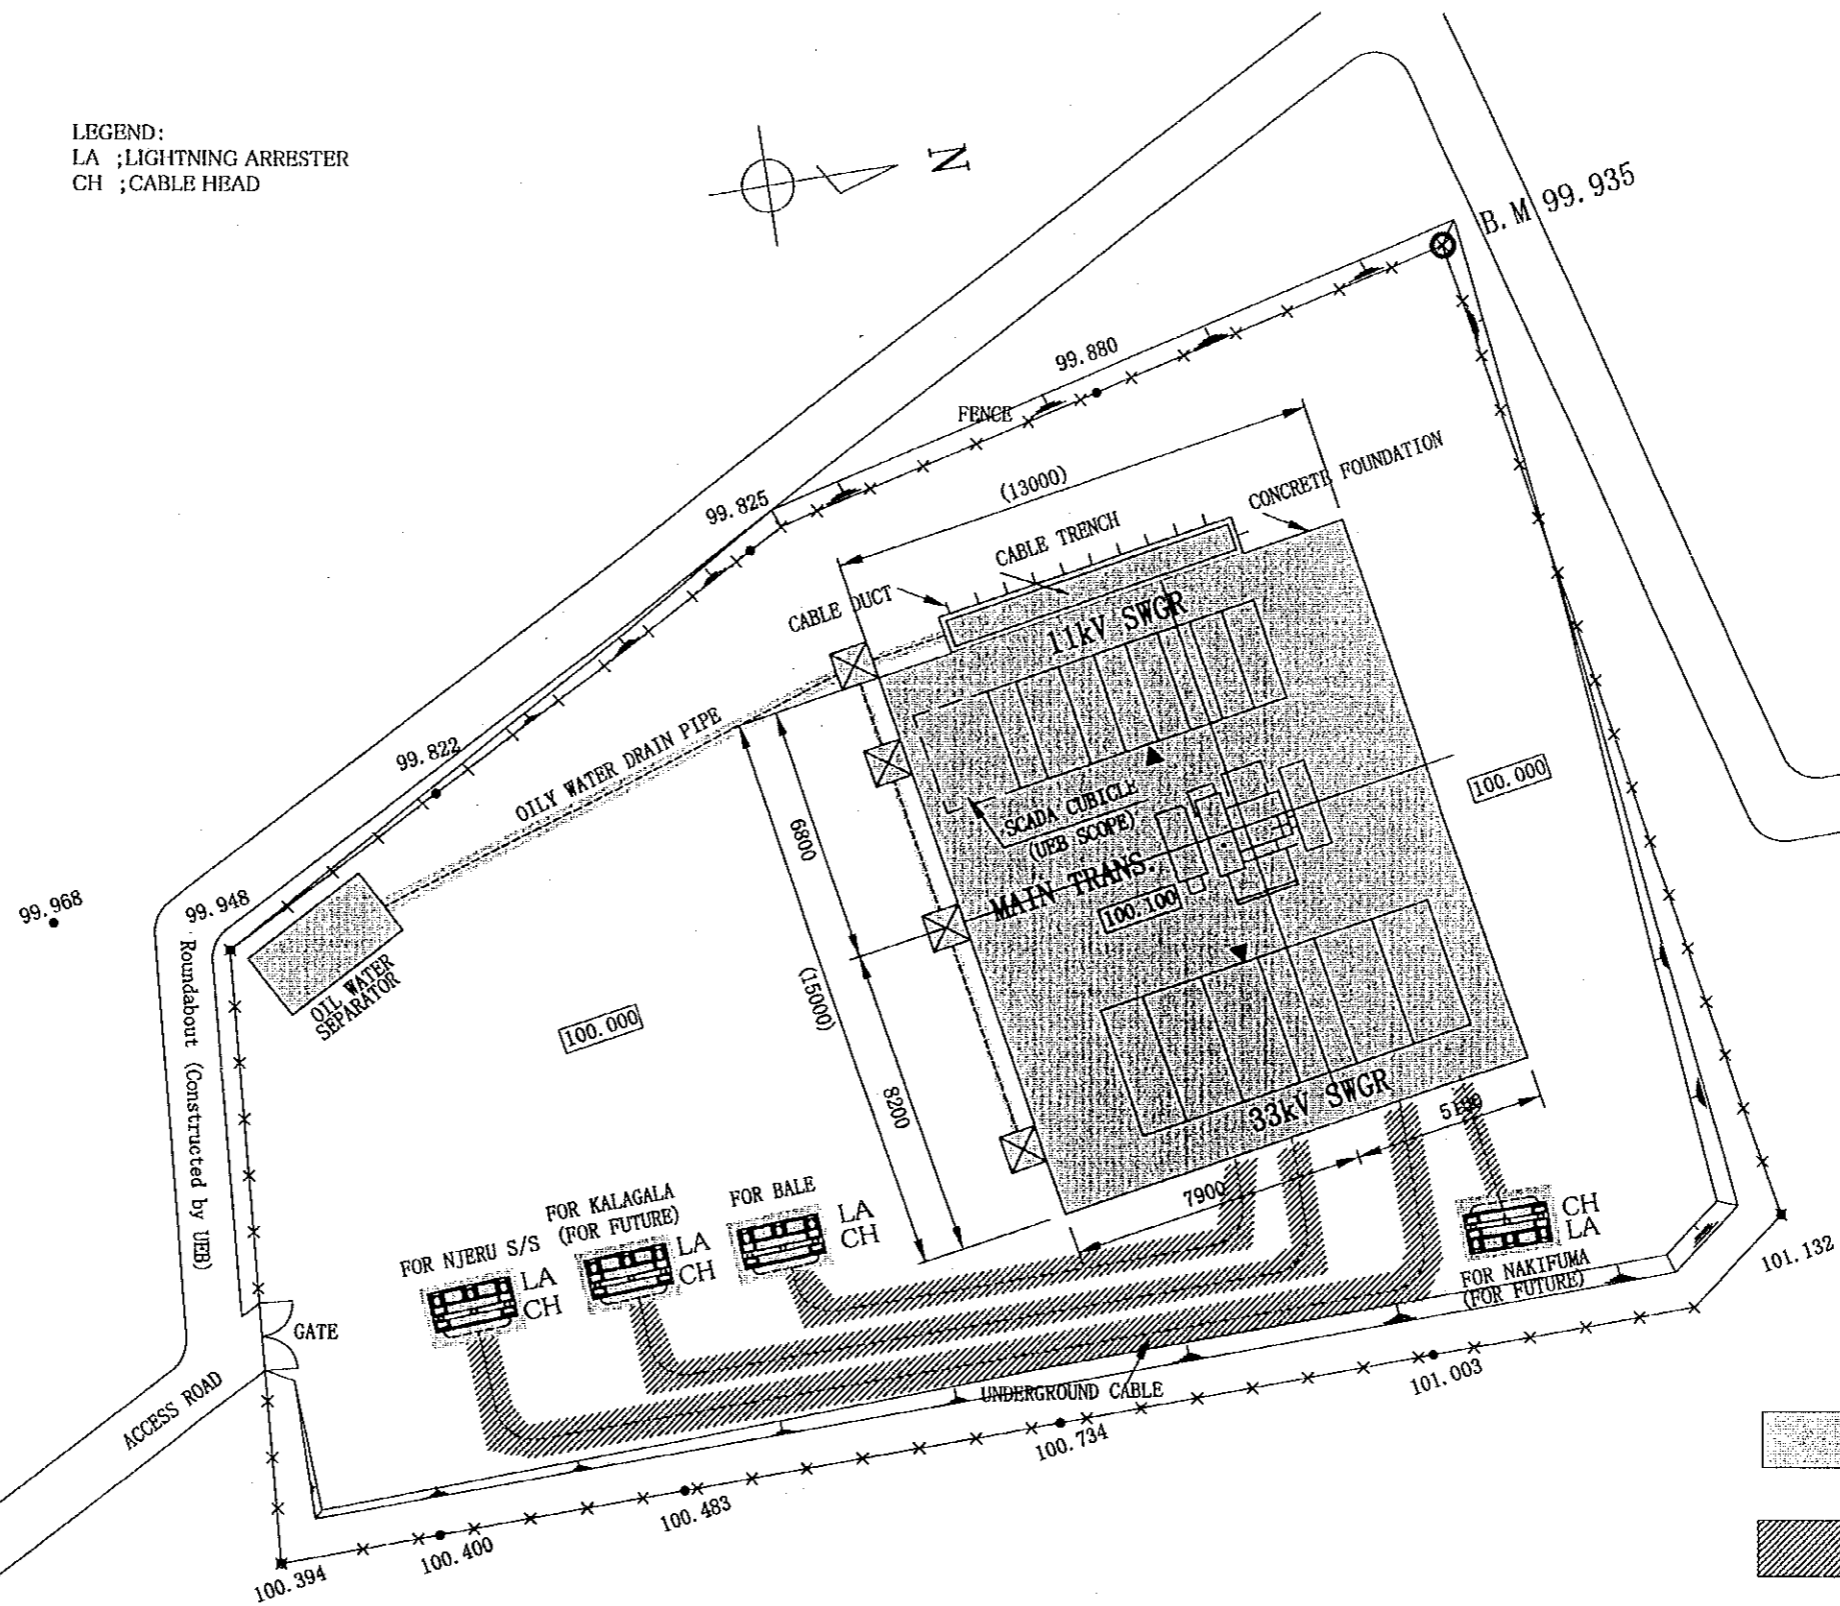 LEGEND:
LA ;LIGHTNING ARRESTER
CH ;CABLE HEAD
N
B.M 99.935
99.880
FENCE
(13000)
CONCRETE FOUNDATION
99.825
CABLE TRENCH
CABLE DUCT
11kV SWGR
99.822
OILY WATER DRAIN PIPE
100.000
SCADA CUBICLE
(UEB SCOPE)
6800
MAIN TRANS.
100.100
99.968
99.948
OIL WATER
SEPARATOR
Roundabout (Constructed by UEB)
100.000
(15000)
8200
33kV SWGR
7900
FOR BALE
LA
CH
FOR KALAGALA
(FOR FUTURE)
LA
CH
FOR NJERU S/S
LA
CH
CH
LA
FOR NAKIFUMA
(FOR FUTURE)
101.132
GATE
ACCESS ROAD
UNDERGROUND CABLE
101.003
100.734
100.483
100.400
100.394